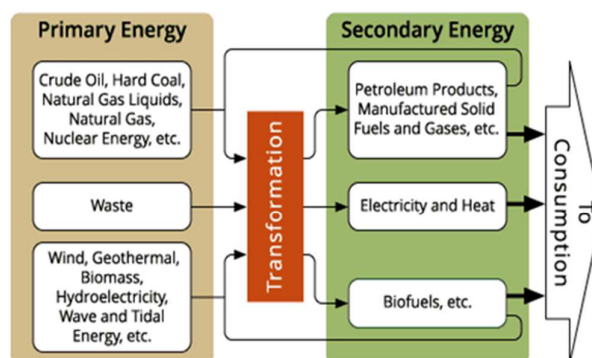 Primary Energy
Crude Oil, Hard Coal,
Natural Gas Liquids,
Natural Gas,
Nuclear Energy, etc.
Waste
Wind, Geothermal,
Biomass,
Hydroelectricity,
Wave and Tidal
Energy, etc.
Transformation
Secondary Energy
Petroleum Products,
Manufactured Solid
Fuels and Gases, etc.
Electricity and Heat
Biofuels, etc.
To
Consumption